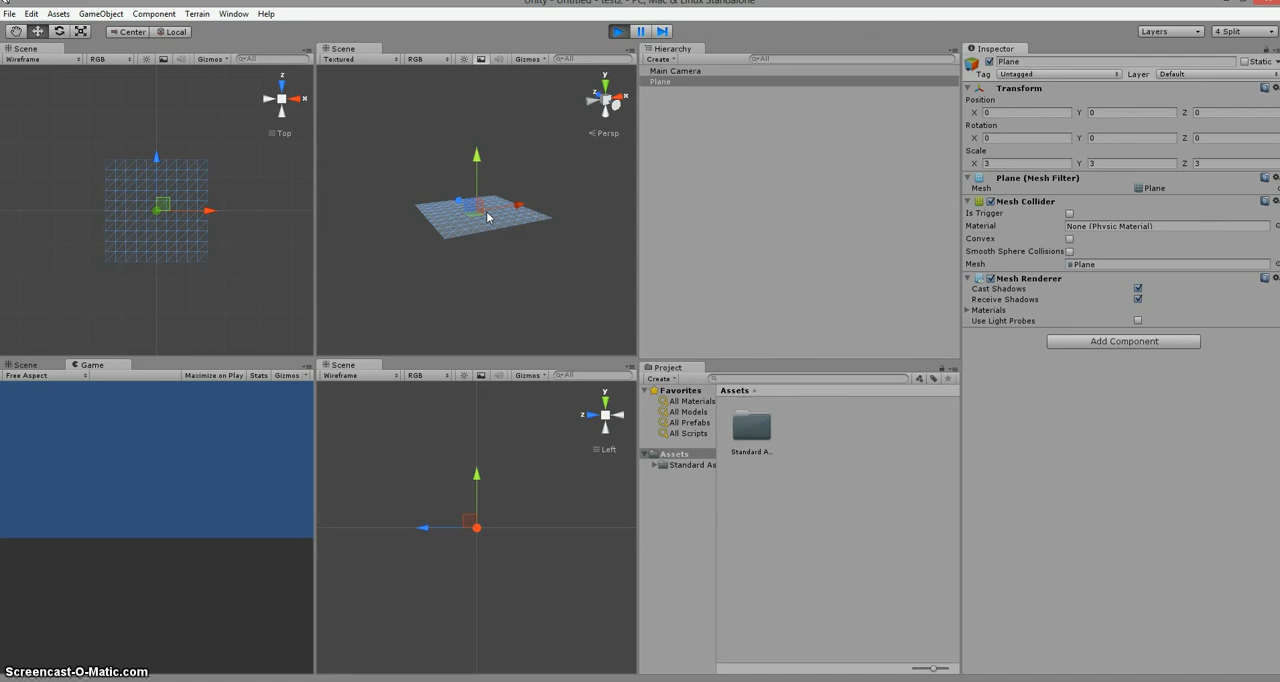 Unity - Untitled - test2 - PC, Mac & Linux Standalone
File Edit Assets GameObject Component Terrain Window Help
Center Local Layers 4 Split
Scene
Wireframe RGB Gizmos All
z
x
Top
Scene
Textured RGB Gizmos All
y
z x
Persp
Hierarchy
Create All
Main Camera
Plane
Inspector
Plane Static
Tag Untagged Layer Default
Transform
Position
X 0 Y 0 Z 0
Rotation
X 0 Y 0 Z 0
Scale
X 3 Y 3 Z 3
Plane (Mesh Filter)
Mesh Plane
Mesh Collider
Is Trigger
Material None (Physic Material)
Convex
Smooth Sphere Collisions
Mesh Plane
Mesh Renderer
Cast Shadows
Receive Shadows
Materials
Use Light Probes
Add Component
Scene Game
Free Aspect Maximize on Play Stats Gizmos
Scene
Wireframe RGB Gizmos All
y
z
Left
Project
Create
Favorites
All Materials
All Models
All Prefabs
All Scripts
Assets
Standard As
Assets
Standard A...
Screencast-O-Matic.com